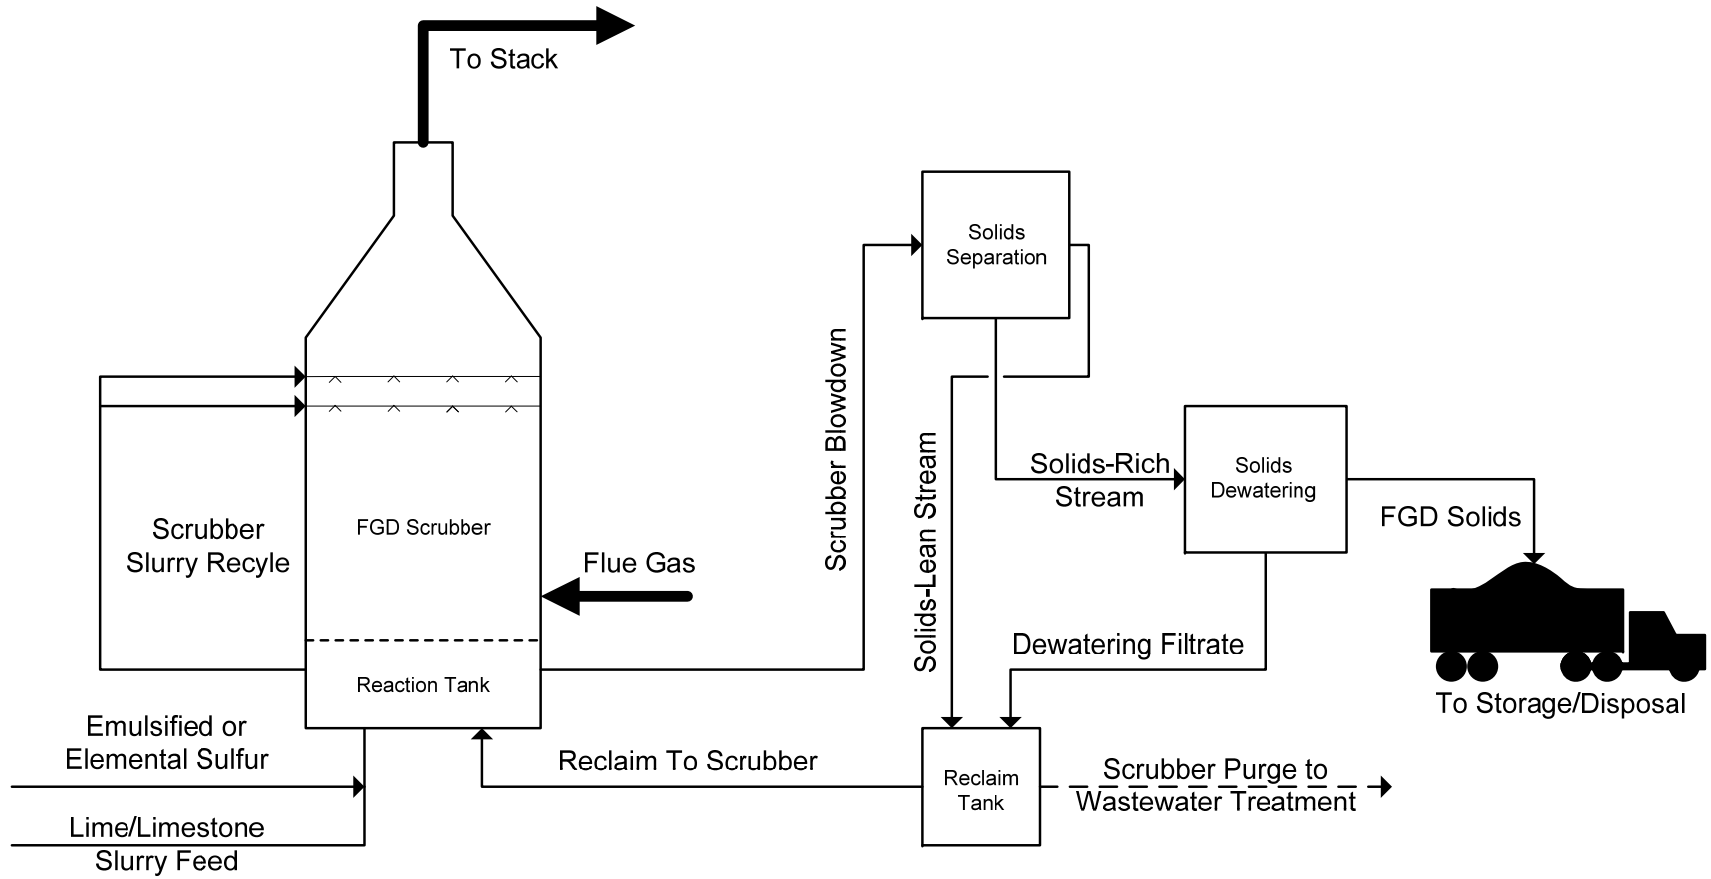 To Stack
Solids
Separation
Scrubber Blowdown
Solids-Lean Stream
Solids-Rich
Stream
Solids
Dewatering
FGD Solids
Scrubber
Slurry Recyle
FGD Scrubber
Flue Gas
Dewatering Filtrate
Reaction Tank
To Storage/Disposal
Emulsified or
Elemental Sulfur
Reclaim To Scrubber
Reclaim
Tank
Scrubber Purge to
Wastewater Treatment
Lime/Limestone
Slurry Feed